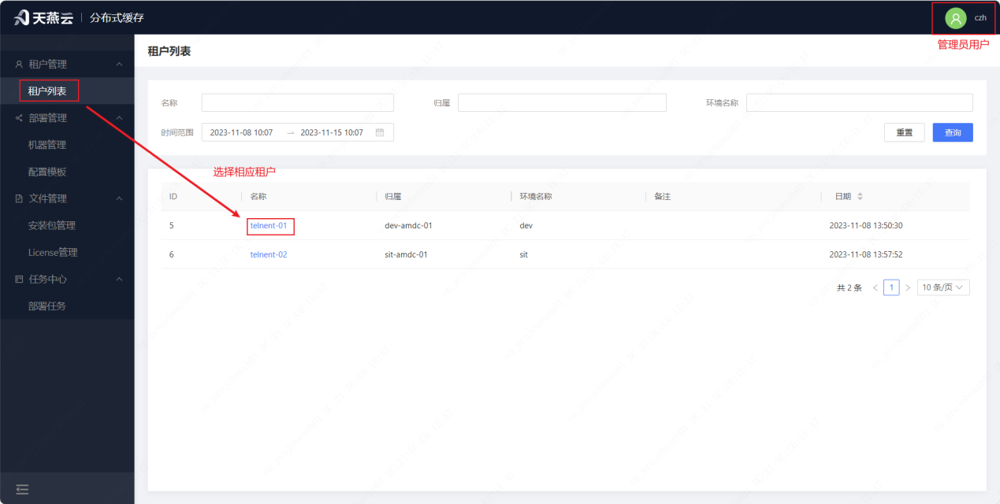 天燕云 | 分布式缓存
czh
管理员用户
租户管理
租户列表
部署管理
机器管理
配置模板
文件管理
安装包管理
License管理
任务中心
部署任务
租户列表
名称 归属 环境名称
时间范围 2023-11-08 10:07 → 2023-11-15 10:07 重置 查询
选择相应租户
ID 名称 归属 环境名称 备注 日期
5 telnent-01 dev-amdc-01 dev 2023-11-08 13:50:30
6 telnent-02 sit-amdc-01 sit 2023-11-08 13:57:52
共 2 条 < 1 > 10 条/页